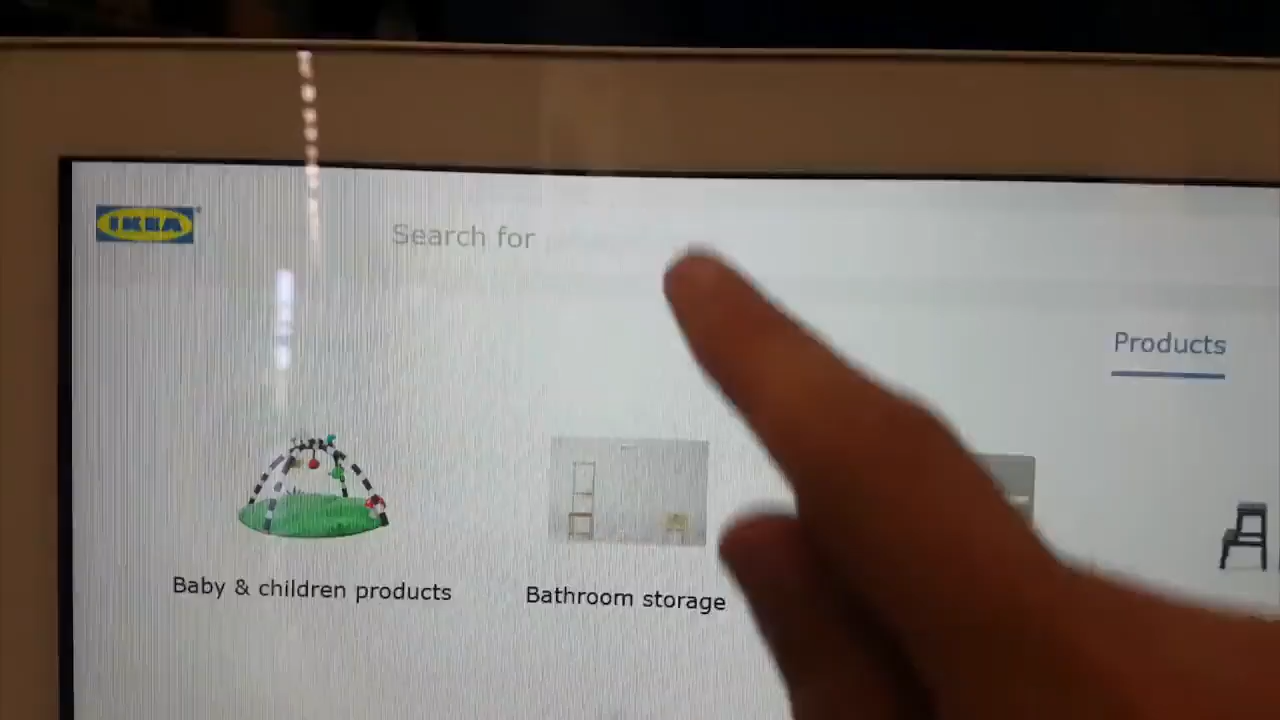 IKEA
Search for
Products
Baby & children products
Bathroom storage